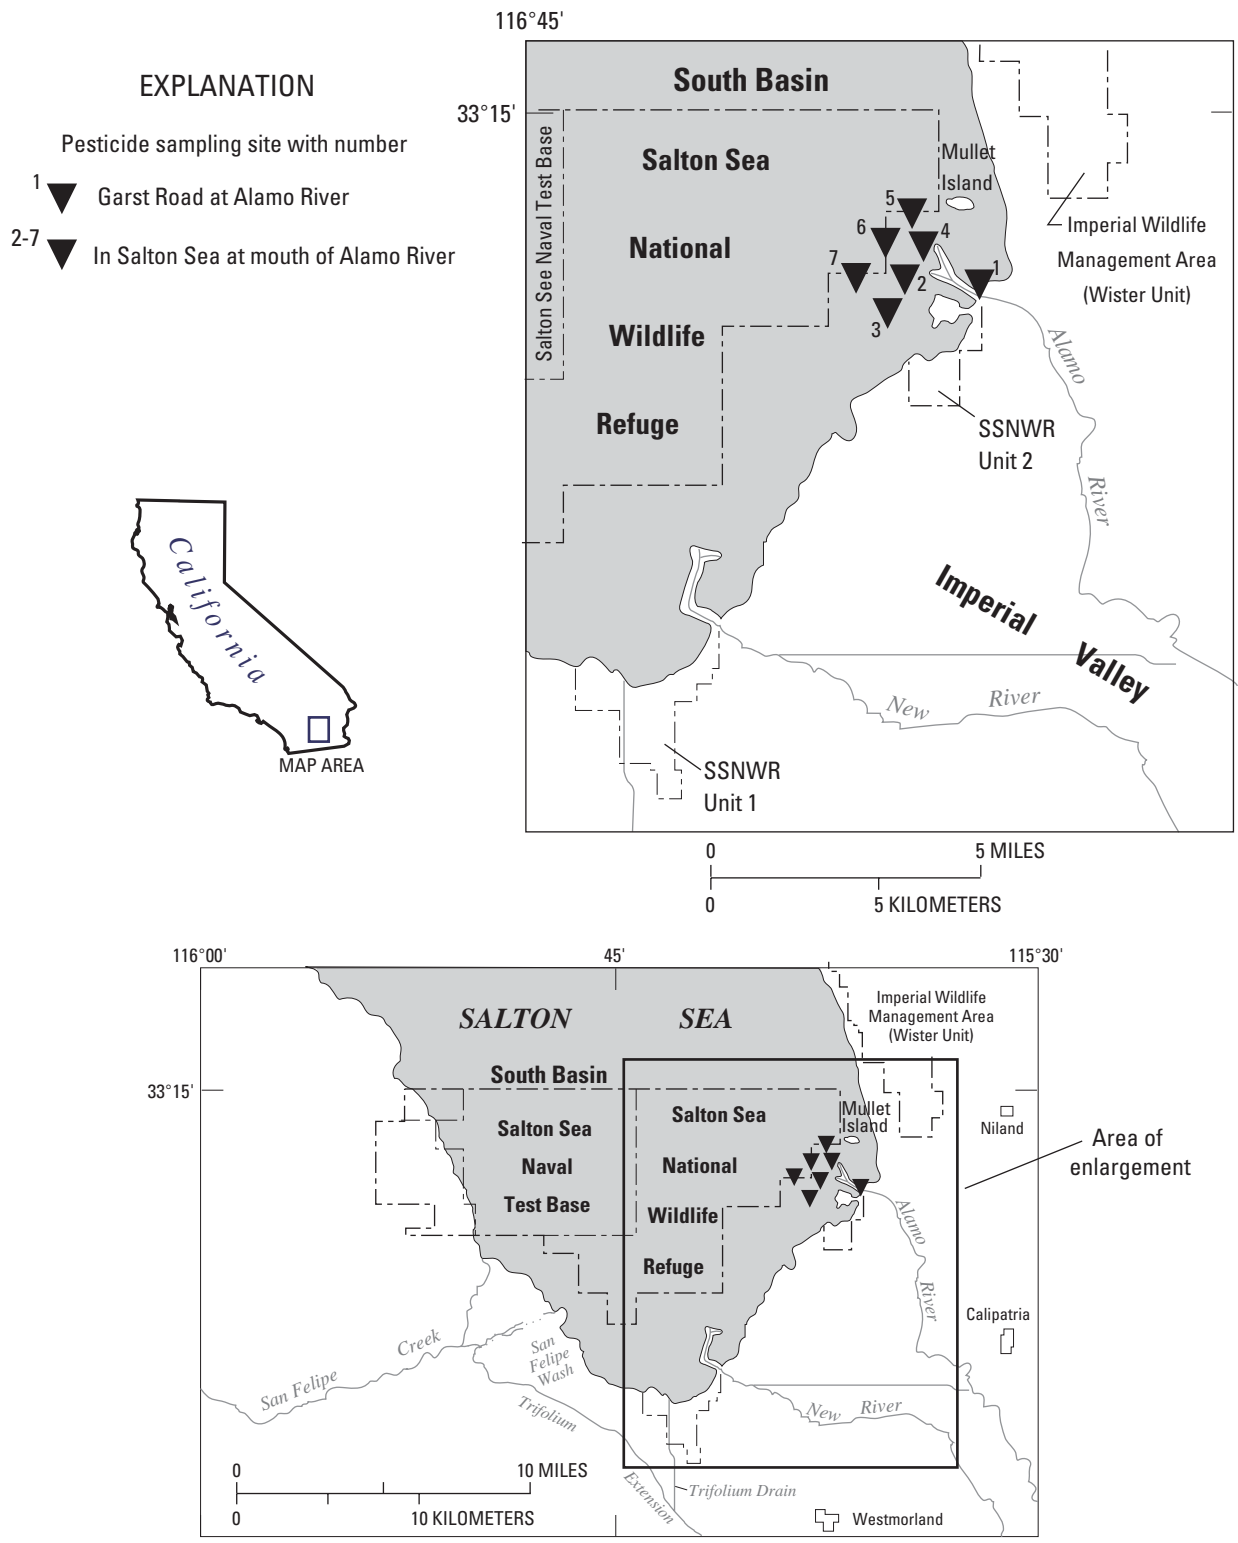 116°45'
EXPLANATION
Pesticide sampling site with number
1
Garst Road at Alamo River
2-7
In Salton Sea at mouth of Alamo River
33°15'
South Basin
Salton See Naval Test Base
Salton Sea
National
Wildlife
Refuge
Mullet
Island
5
6
4
7
2
1
3
Imperial Wildlife
Management Area
(Wister Unit)
Alamo
River
SSNWR
Unit 2
Imperial
Valley
New
River
SSNWR
Unit 1
California
MAP AREA
0
5 MILES
0
5 KILOMETERS
116°00'
45'
115°30'
33°15'
SALTON
SEA
South Basin
Salton Sea
Naval
Test Base
Salton Sea
National
Wildlife
Refuge
Imperial Wildlife
Management Area
(Wister Unit)
Mullet
Island
Niland
Area of
enlargement
Alamo
River
Calipatria
San Felipe
Creek
San
Felipe
Wash
Trifolium
Extension
New
River
Trifolium Drain
Westmorland
0
10 MILES
0
10 KILOMETERS